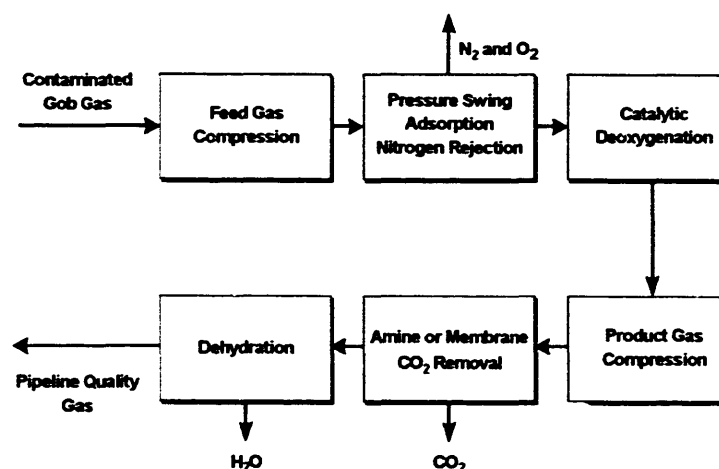 N₂ and O₂
Contaminated
Gob Gas
Feed Gas
Compression
Pressure Swing
Adsorption
Nitrogen Rejection
Catalytic
Deoxygenation
Dehydration
Amine or Membrane
CO₂ Removal
Product Gas
Compression
Pipeline Quality
Gas
H₂O
CO₂